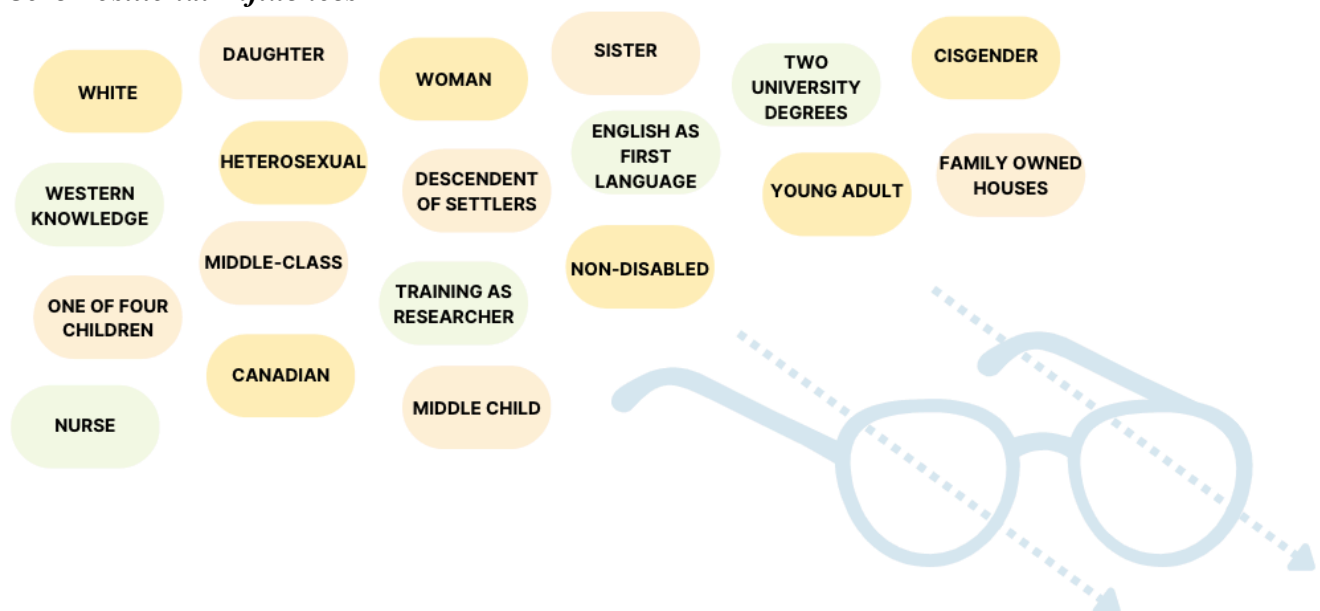 DAUGHTER
SISTER
WOMAN
WHITE
TWO
UNIVERSITY
DEGREES
CISGENDER
HETEROSEXUAL
ENGLISH AS
FIRST
LANGUAGE
WESTERN
KNOWLEDGE
DESCENDENT
OF SETTLERS
YOUNG ADULT
FAMILY OWNED
HOUSES
MIDDLE-CLASS
NON-DISABLED
ONE OF FOUR
CHILDREN
TRAINING AS
RESEARCHER
CANADIAN
MIDDLE CHILD
NURSE